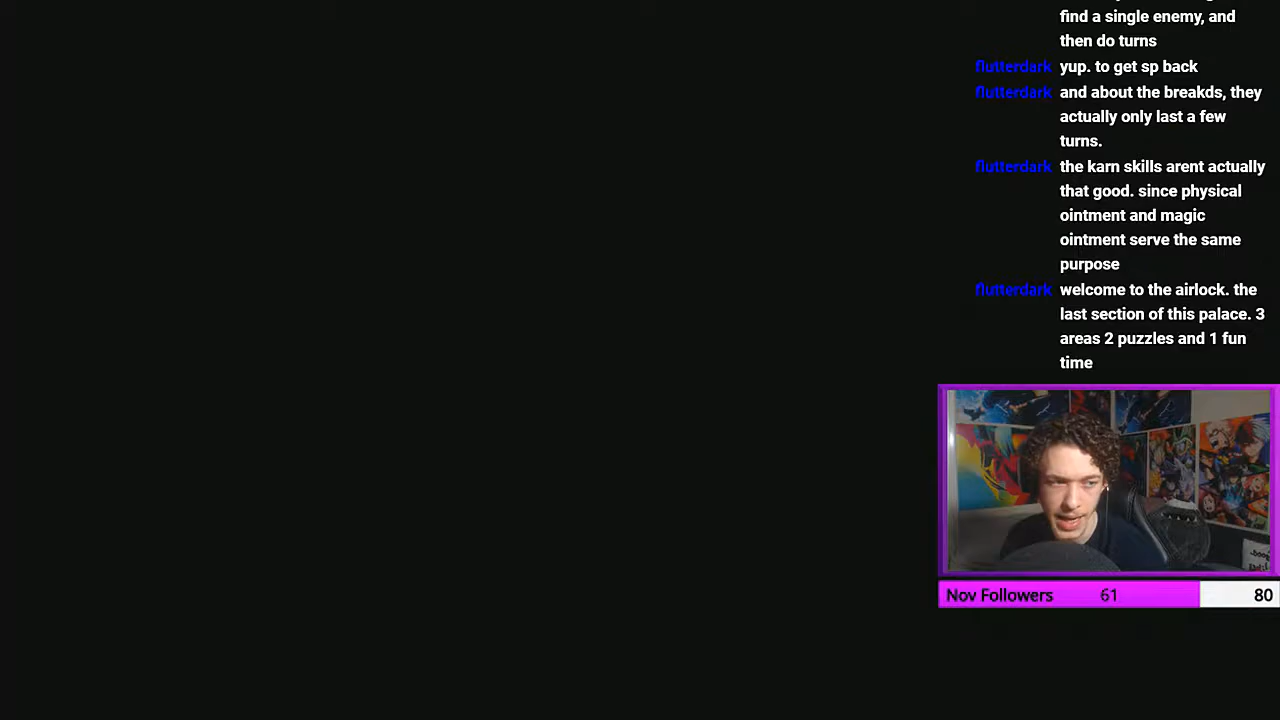 find a single enemy, and
then do turns
flutterdark yup. to get sp back
flutterdark and about the breakds, they
actually only last a few
turns.
flutterdark the karn skills arent actually
that good. since physical
ointment and magic
ointment serve the same
purpose
flutterdark welcome to the airlock. the
last section of this palace. 3
areas 2 puzzles and 1 fun
time
Nov Followers 61 80